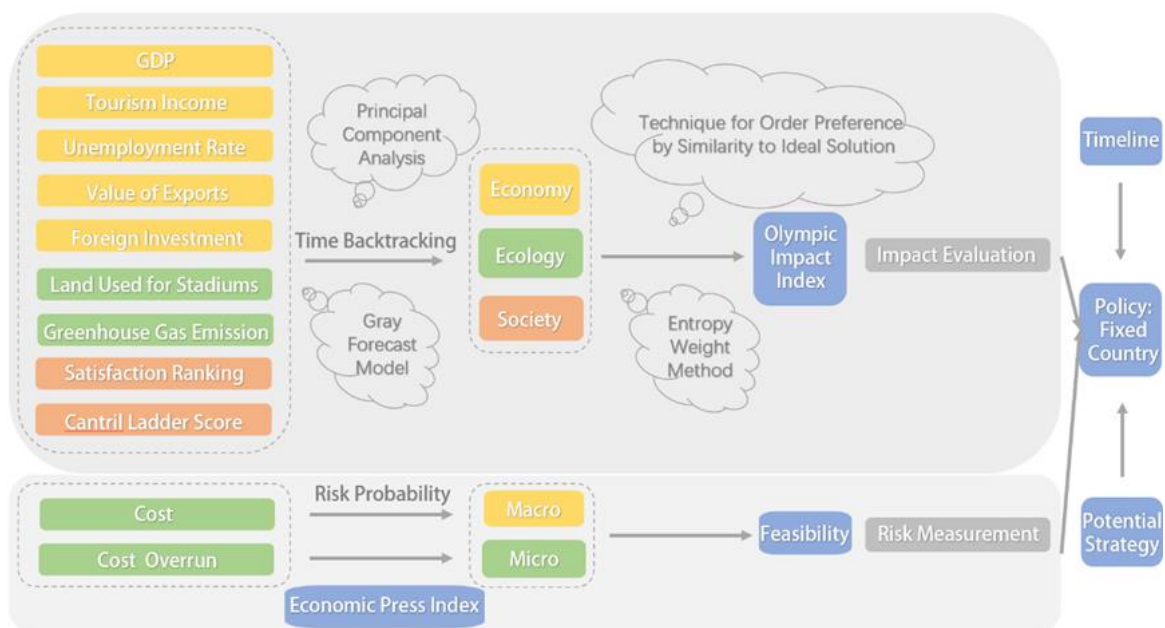 GDP
Tourism Income
Unemployment Rate
Value of Exports
Foreign Investment
Land Used for Stadiums
Greenhouse Gas Emission
Satisfaction Ranking
Cantril Ladder Score
Principal
Component
Analysis
Time Backtracking
Gray
Forecast
Model
Economy
Ecology
Society
Technique for Order Preference
by Similarity to Ideal Solution
Entropy
Weight
Method
Olympic
Impact
Index
Impact Evaluation
Timeline
Policy:
Fixed
Country
Potential
Strategy
Cost
Cost Overrun
Risk Probability
Economic Press Index
Macro
Micro
Feasibility
Risk Measurement